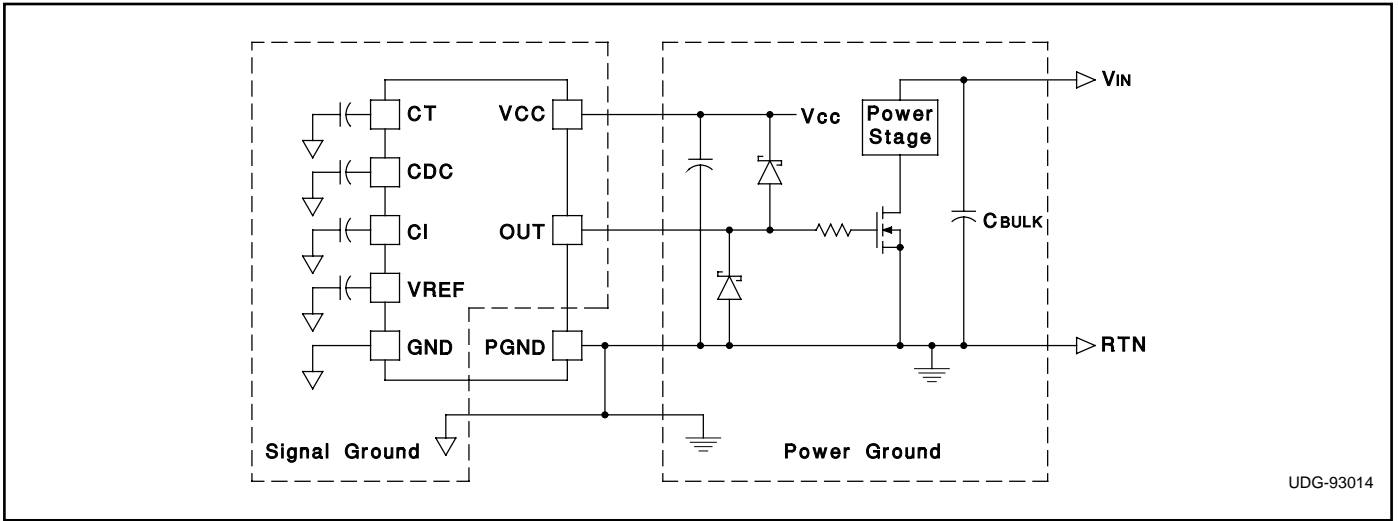 CT
VCC
Vcc
Power
Stage
VIN
CDC
CI
OUT
CBULK
VREF
GND
PGND
RTN
Signal Ground
Power Ground
UDG-93014